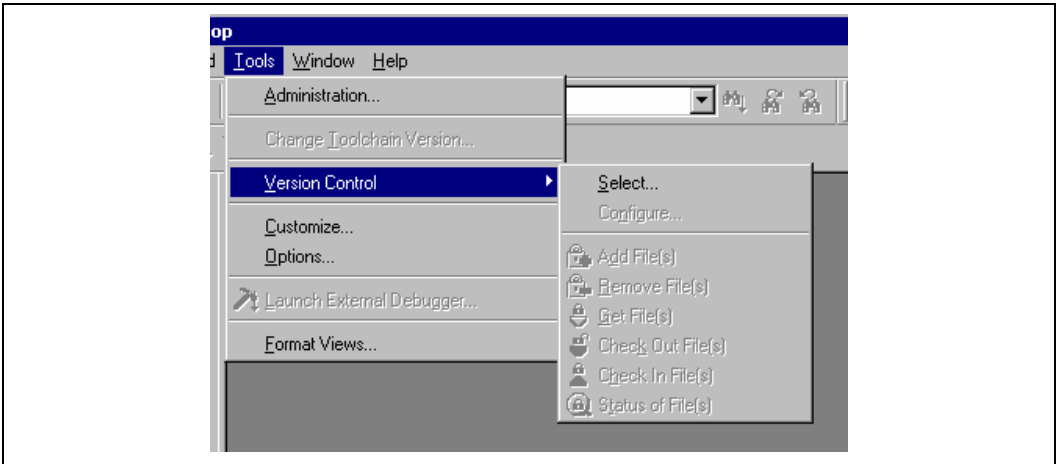 op
d Tools Window Help
Administration...
Change Toolchain Version...
Version Control
Select...
Configure...
Customize...
Options...
Add File(s)
Remove File(s)
Launch External Debugger...
Get File(s)
Format Views...
Check Out File(s)
Check In File(s)
Status of File(s)